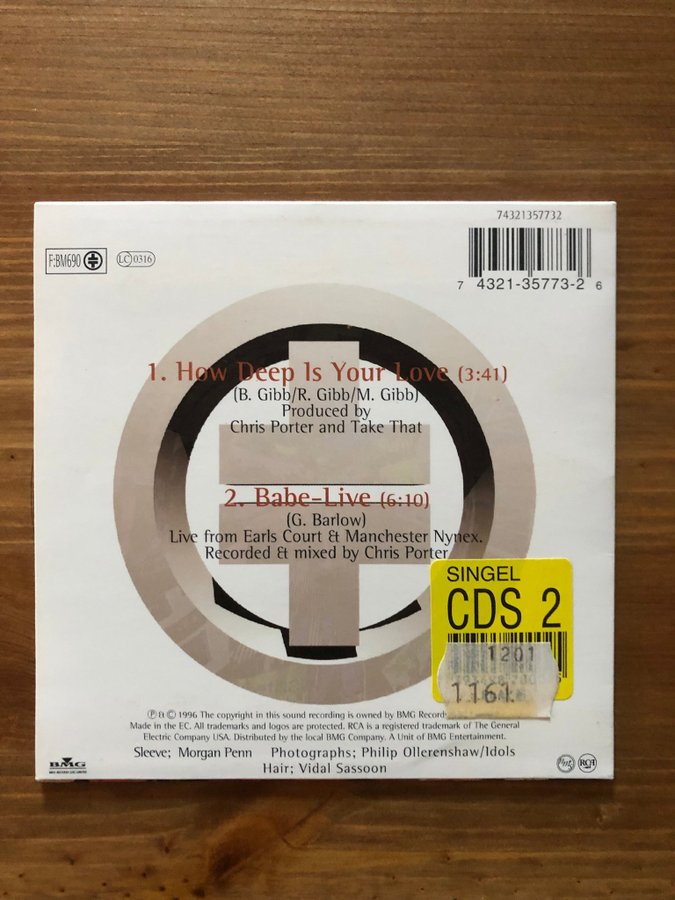 74321357732
F:BM690
LC 0316
7 4321-35773-2 6
1. How Deep Is Your Love (3:41)
(B. Gibb/R. Gibb/M. Gibb)
Produced by
Chris Porter and Take That
2. Babe-Live (6:10)
(G. Barlow)
Live from Earls Court & Manchester Nynex.
Recorded & mixed by Chris Porter
SINGEL
CDS 2
1201
1161
℗ & © 1996 The copyright in this sound recording is owned by BMG Records
Made in the EC. All trademarks and logos are protected. RCA is a registered trademark of The General
Electric Company USA. Distributed by the local BMG Company. A Unit of BMG Entertainment.
Sleeve; Morgan Penn Photographs; Philip Ollerenshaw/Idols
Hair; Vidal Sassoon
BMG
RCA